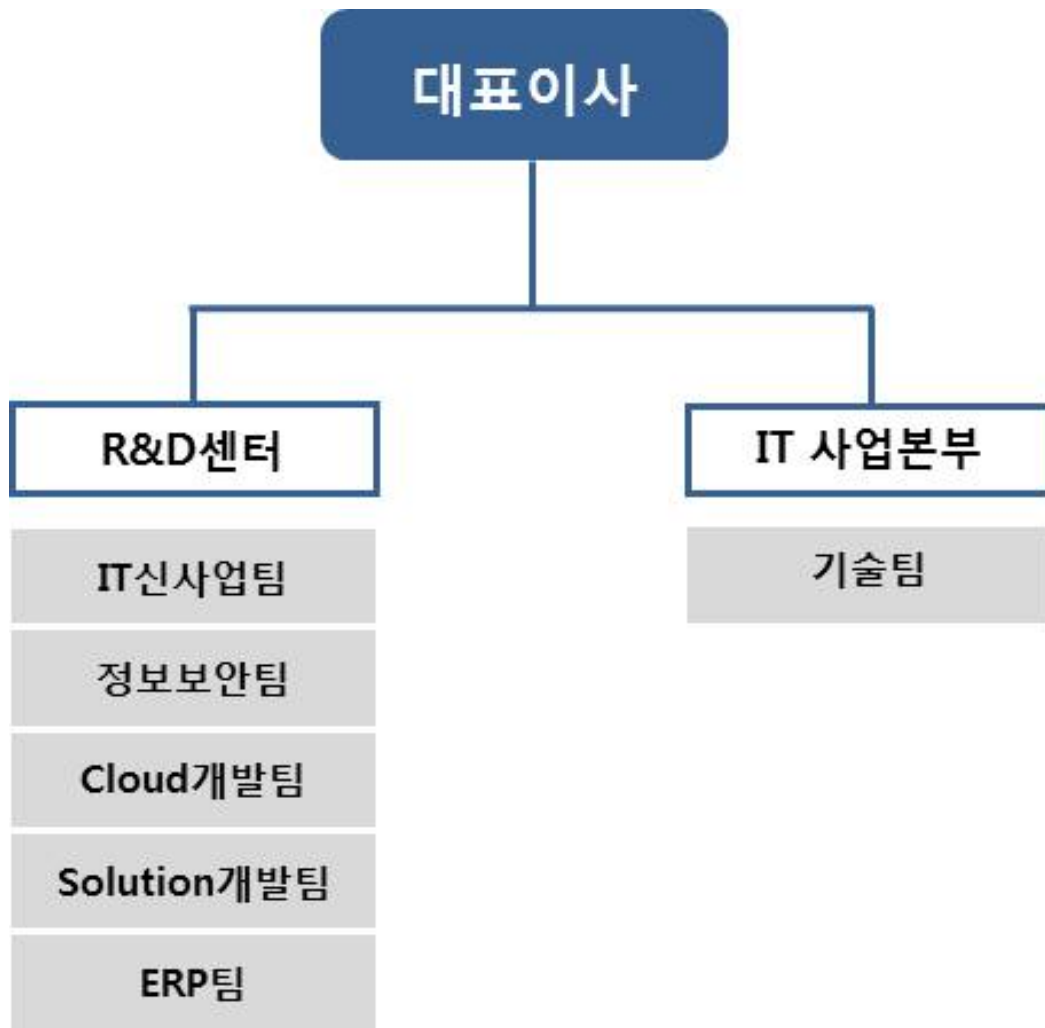 대표이사
R&D센터
IT 사업본부
IT신사업팀
기술팀
정보보안팀
Cloud개발팀
Solution개발팀
ERP팀